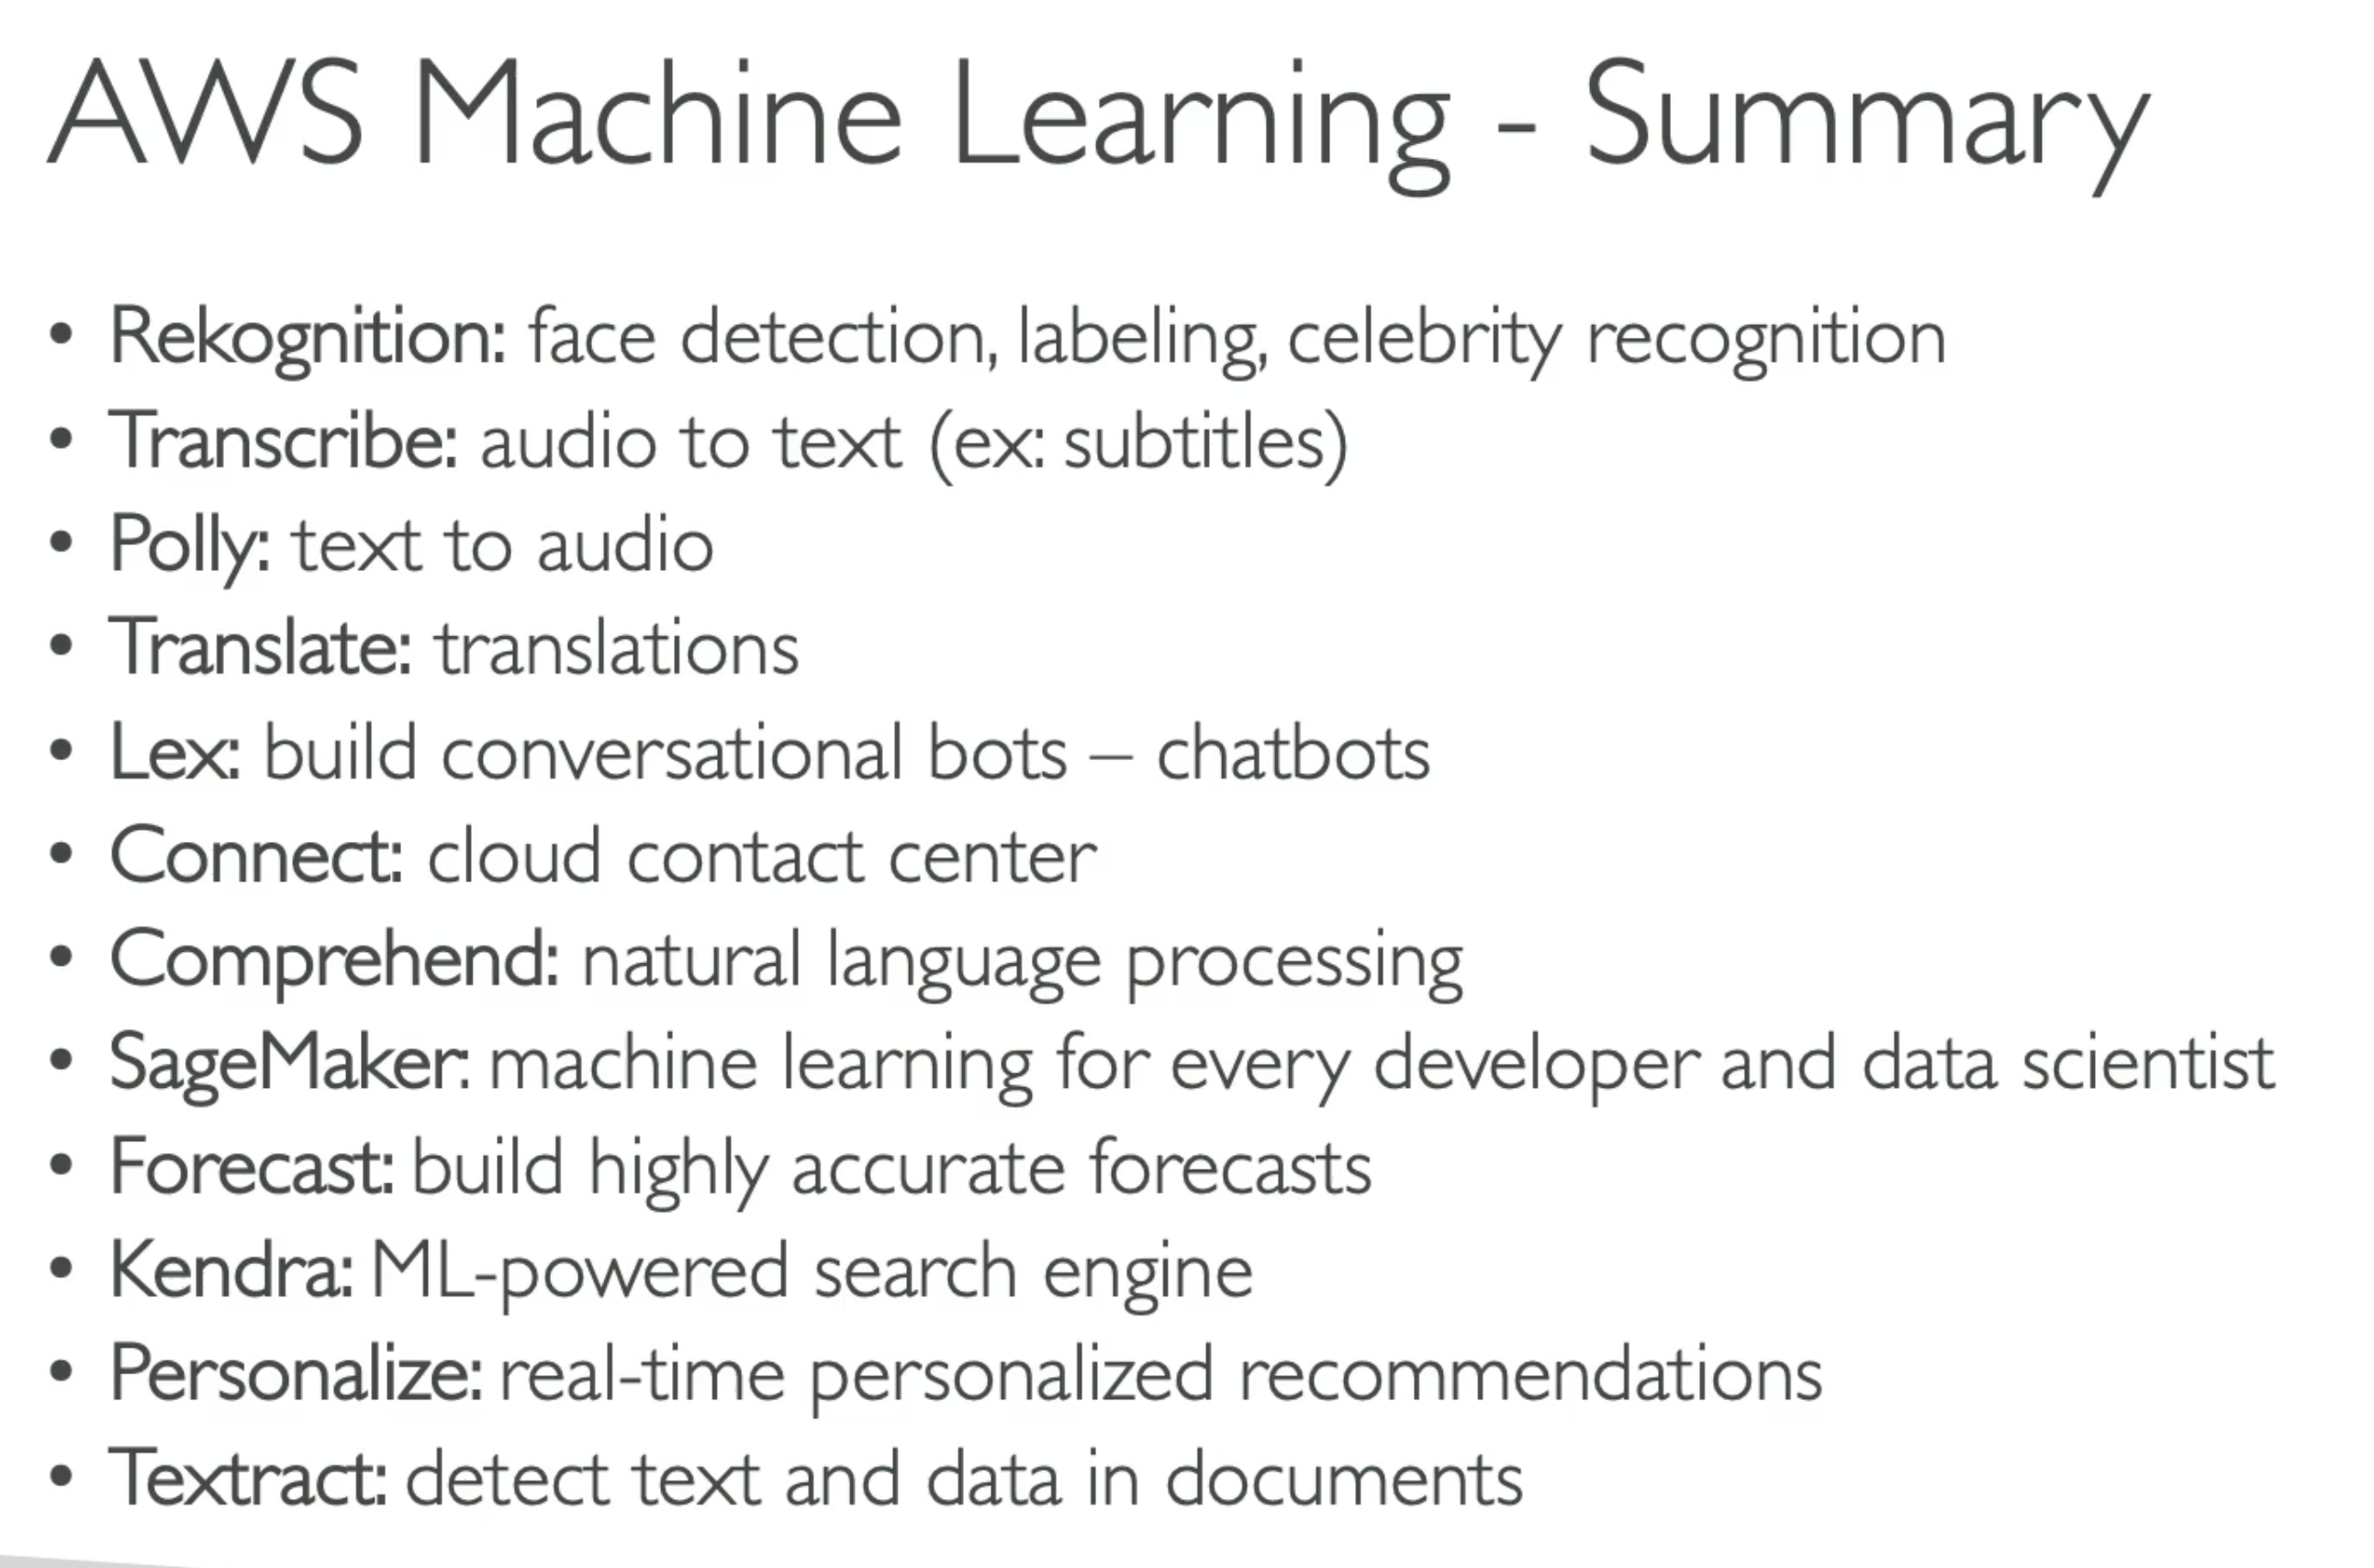 AWS Machine Learning - Summary
• Rekognition: face detection, labeling, celebrity recognition
• Transcribe: audio to text (ex: subtitles)
• Polly: text to audio
• Translate: translations
• Lex: build conversational bots – chatbots
• Connect: cloud contact center
• Comprehend: natural language processing
• SageMaker: machine learning for every developer and data scientist
• Forecast: build highly accurate forecasts
• Kendra: ML-powered search engine
• Personalize: real-time personalized recommendations
• Textract: detect text and data in documents